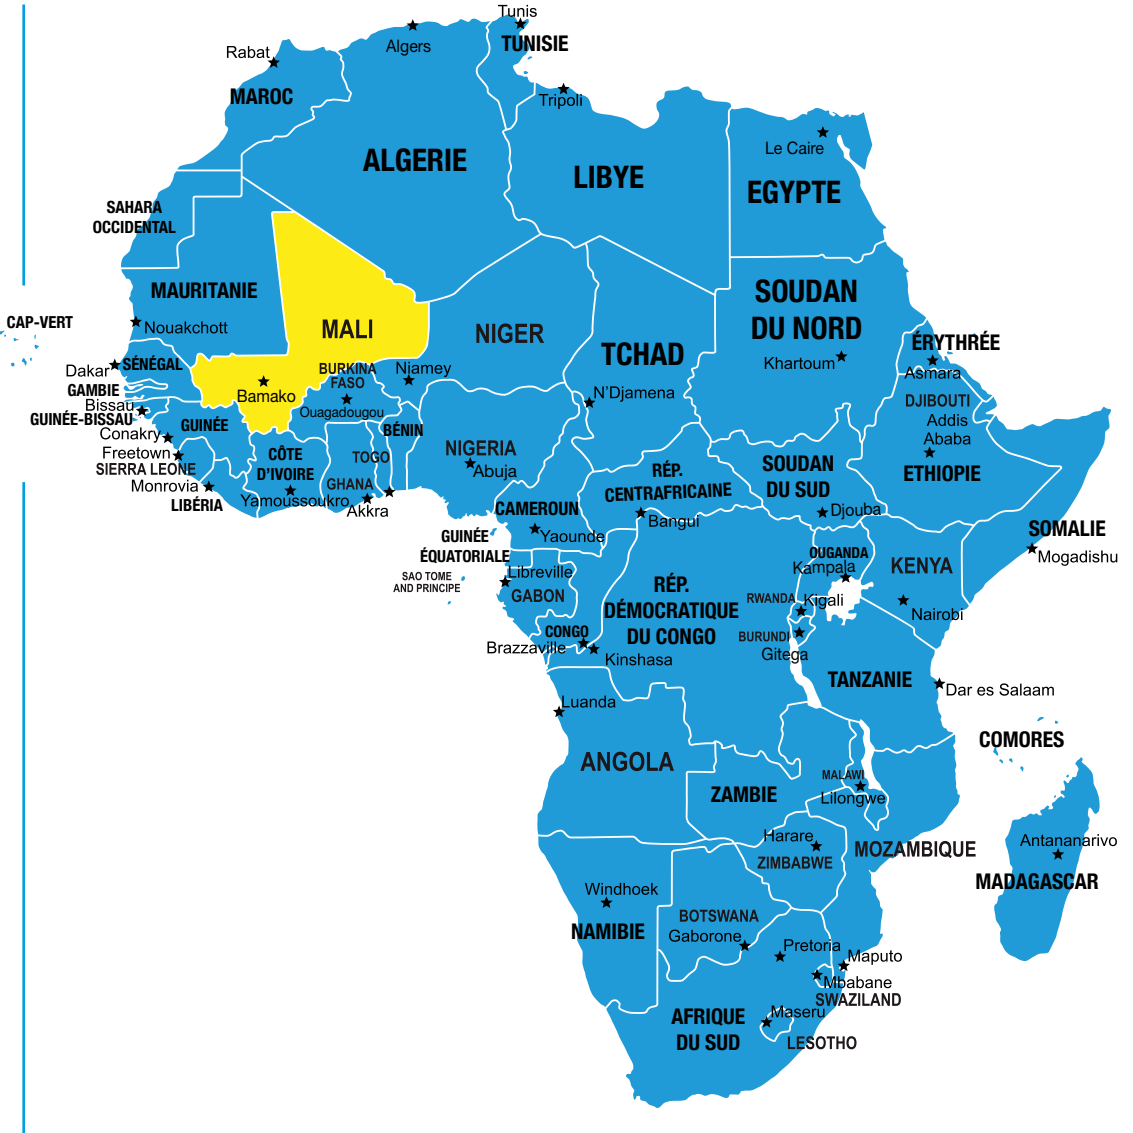 Tunis
TUNISIE
Algers
Rabat
MAROC
Tripoli
ALGERIE
LIBYE
Le Caire
EGYPTE
SAHARA
OCCIDENTAL
MAURITANIE
Nouakchott
CAP-VERT
MALI
NIGER
TCHAD
SOUDAN
DU NORD
Khartoum
ÉRYTHRÉE
Asmara
Dakar
SÉNÉGAL
GAMBIE
Bissau
GUINÉE-BISSAU
GUINÉE
Conakry
Freetown
SIERRA LEONE
Monrovia
LIBÉRIA
Bamako
BURKINA
FASO
Ouagadougou
Niamey
BÉNIN
CÔTE
D'IVOIRE
Yamoussoukro
TOGO
GHANA
Akkra
NIGERIA
Abuja
N'Djamena
DJIBOUTI
Addis
Ababa
ETHIOPIE
RÉP.
CENTRAFRICAINE
Bangui
SOUDAN
DU SUD
Djouba
SOMALIE
Mogadishu
CAMEROUN
Yaounde
GUINÉE
ÉQUATORIALE
SAO TOME
AND PRINCIPE
Libreville
GABON
CONGO
Brazzaville
Kinshasa
RÉP.
DÉMOCRATIQUE
DU CONGO
OUGANDA
Kampala
KENYA
Nairobi
RWANDA
Kigali
BURUNDI
Gitega
TANZANIE
Dar es Salaam
COMORES
Luanda
ANGOLA
ZAMBIE
MALAWI
Lilongwe
Harare
ZIMBABWE
MOZAMBIQUE
Antananarivo
MADAGASCAR
Windhoek
NAMIBIE
BOTSWANA
Gaborone
Pretoria
Maputo
Mbabane
SWAZILAND
AFRIQUE
DU SUD
Maseru
LESOTHO